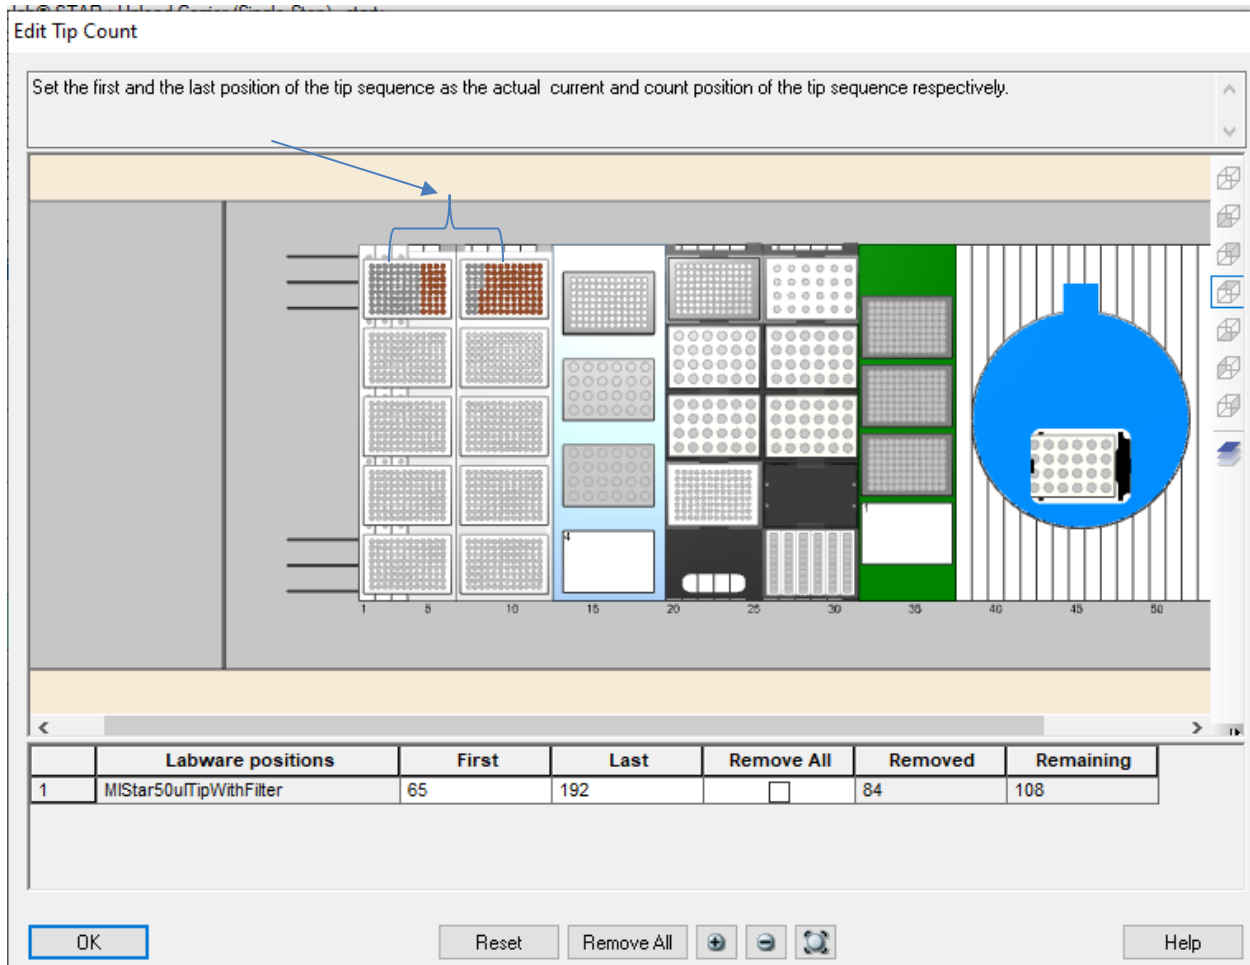 Edit Tip Count
Set the first and the last position of the tip sequence as the actual current and count position of the tip sequence respectively.
4
1
1 5 10 15 20 25 30 35 40 45 50
Labware positions First Last Remove All Removed Remaining
1 MlStar50ulTipWithFilter 65 192 84 108
OK Reset Remove All Help